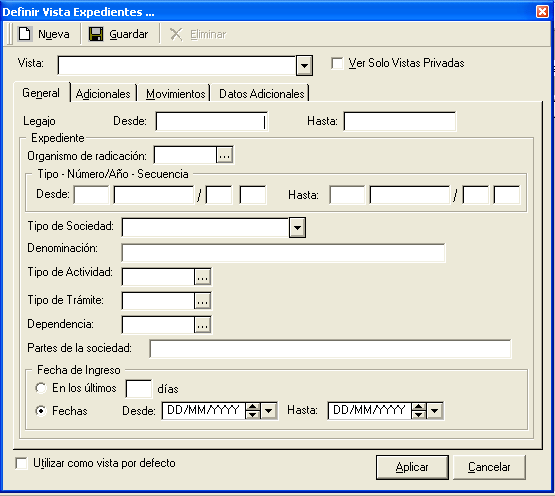 Definir Vista Expedientes ...
Nueva Guardar Eliminar
Vista: Ver Solo Vistas Privadas
General Adicionales Movimientos Datos Adicionales
Legajo Desde: Hasta:
Expediente
Organismo de radicación: ...
Tipo - Número/Año - Secuencia
Desde: / Hasta: /
Tipo de Sociedad:
Denominación:
Tipo de Actividad: ...
Tipo de Trámite: ...
Dependencia: ...
Partes de la sociedad:
Fecha de Ingreso
En los últimos días
Fechas Desde: DD/MM/YYYY Hasta: DD/MM/YYYY
Utilizar como vista por defecto Aplicar Cancelar